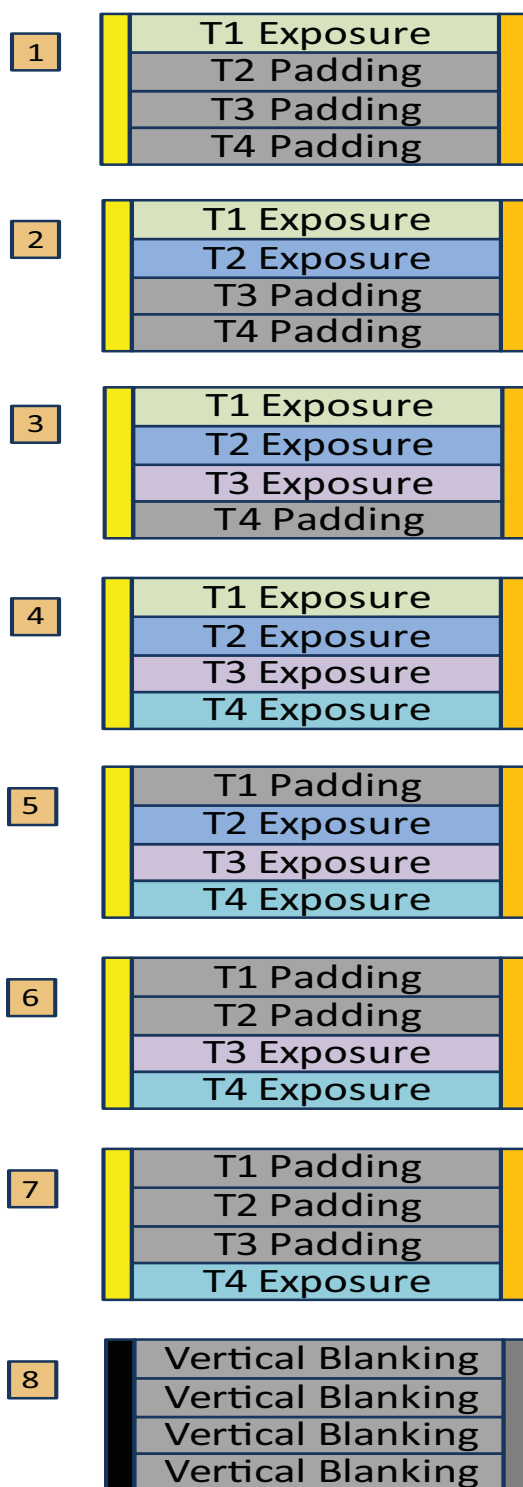 1
T1 Exposure
T2 Padding
T3 Padding
T4 Padding
2
T1 Exposure
T2 Exposure
T3 Padding
T4 Padding
3
T1 Exposure
T2 Exposure
T3 Exposure
T4 Padding
4
T1 Exposure
T2 Exposure
T3 Exposure
T4 Exposure
5
T1 Padding
T2 Exposure
T3 Exposure
T4 Exposure
6
T1 Padding
T2 Padding
T3 Exposure
T4 Exposure
7
T1 Padding
T2 Padding
T3 Padding
T4 Exposure
8
Vertical Blanking
Vertical Blanking
Vertical Blanking
Vertical Blanking